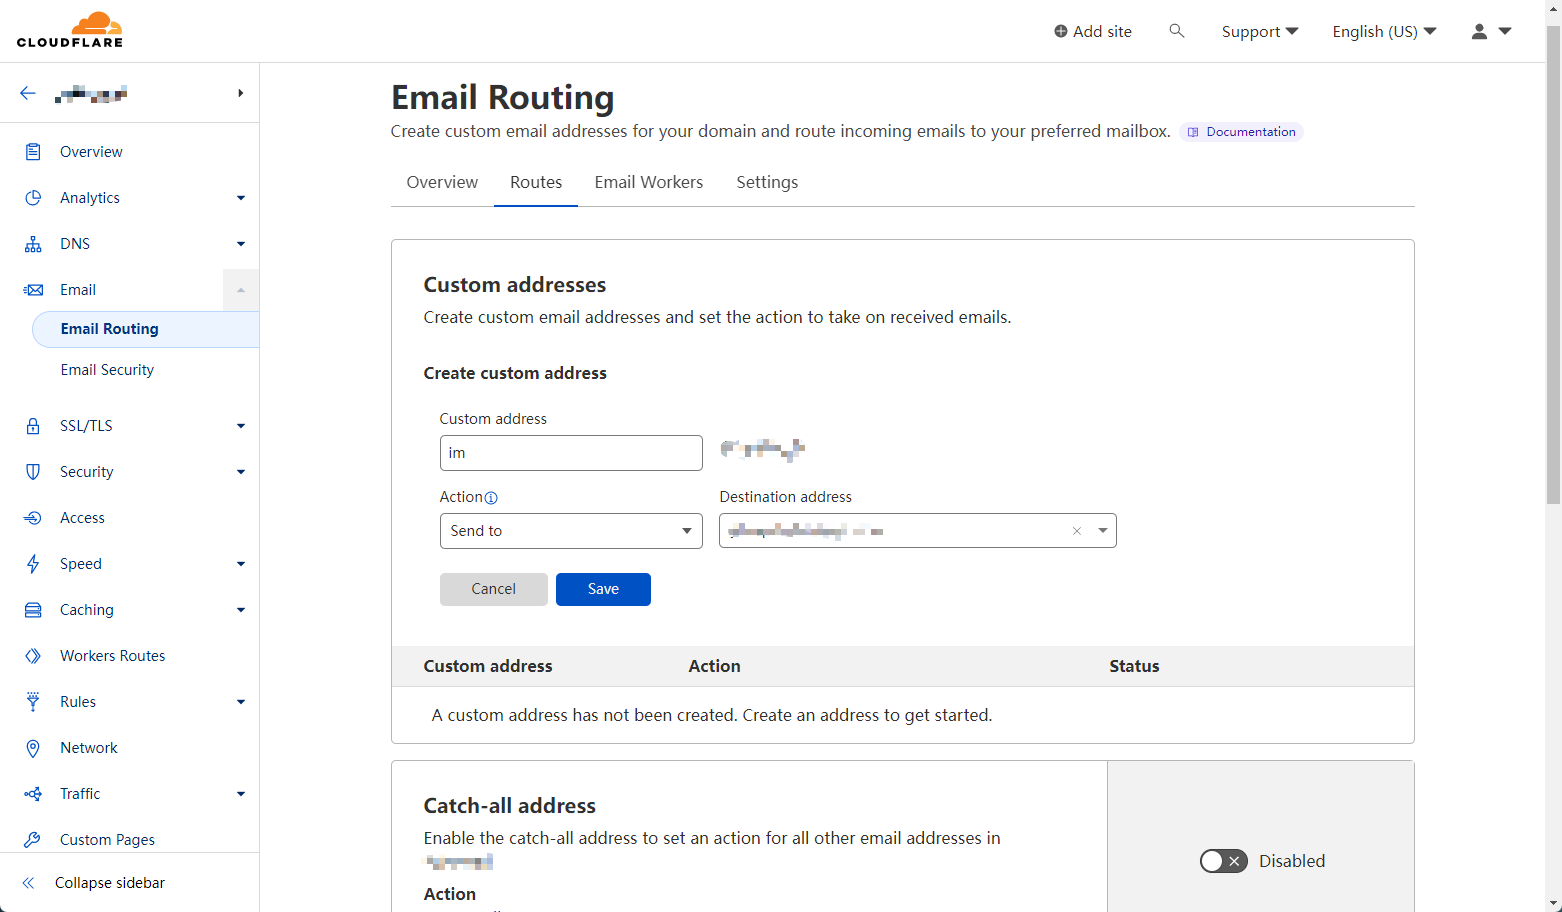 CLOUDFLARE
Add site
Support
English (US)
Overview
Analytics
DNS
Email
Email Routing
Email Security
SSL/TLS
Security
Access
Speed
Caching
Workers Routes
Rules
Network
Traffic
Custom Pages
Collapse sidebar
Email Routing
Create custom email addresses for your domain and route incoming emails to your preferred mailbox. Documentation
Overview Routes Email Workers Settings
Custom addresses
Create custom email addresses and set the action to take on received emails.
Create custom address
Custom address
im
Action Destination address
Send to
Cancel Save
Custom address Action Status
A custom address has not been created. Create an address to get started.
Catch-all address
Enable the catch-all address to set an action for all other email addresses in
Disabled
Action